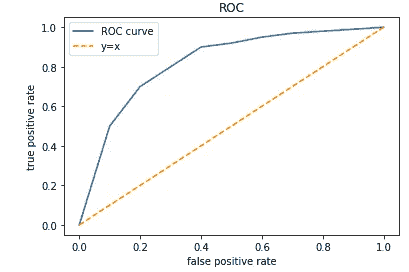 ROC
ROC curve
y=x
true positive rate
1.0
0.8
0.6
0.4
0.2
0.0
0.0 0.2 0.4 0.6 0.8 1.0
false positive rate